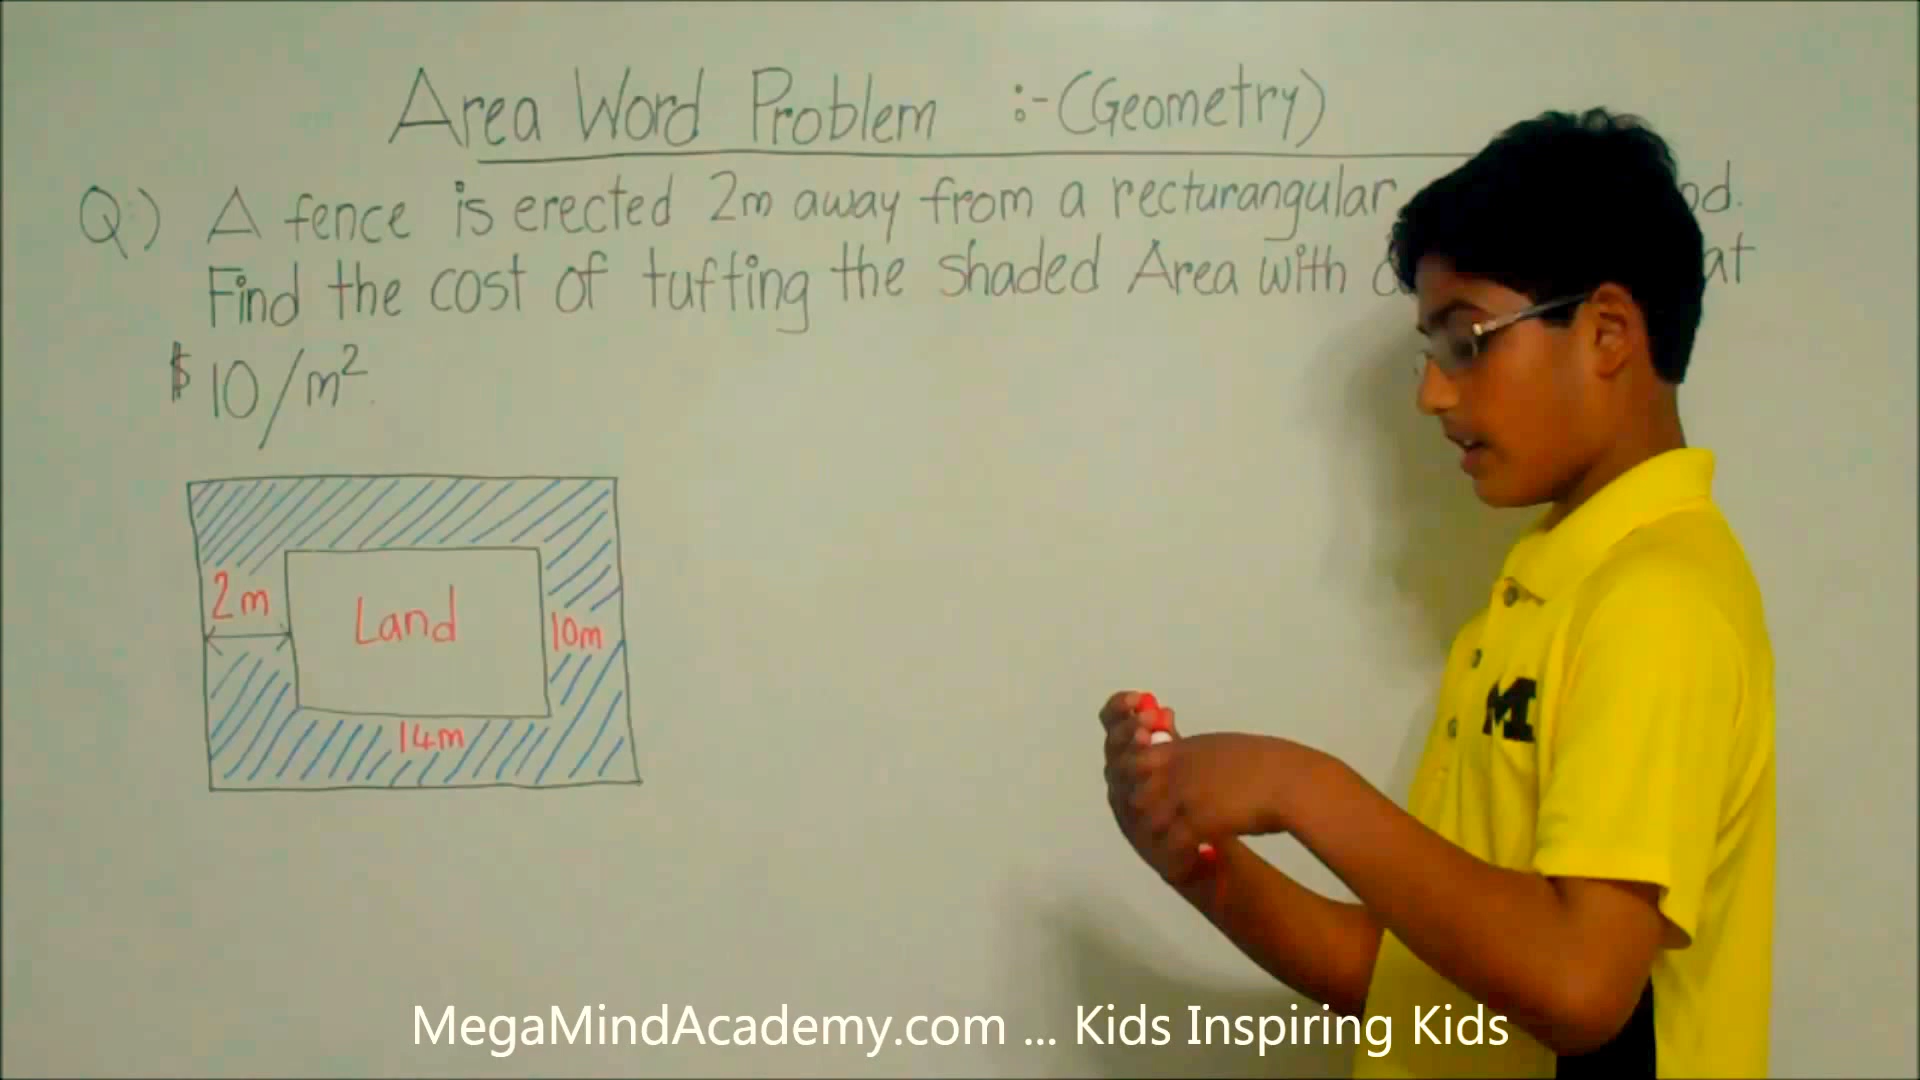 Area Word Problem :- (Geometry)
Q:) A fence is erected 2m away from a recturangular
Find the cost of tufting the shaded Area with at
$10/m²
2m
Land
10m
14m
M
MegaMindAcademy.com ... Kids Inspiring Kids